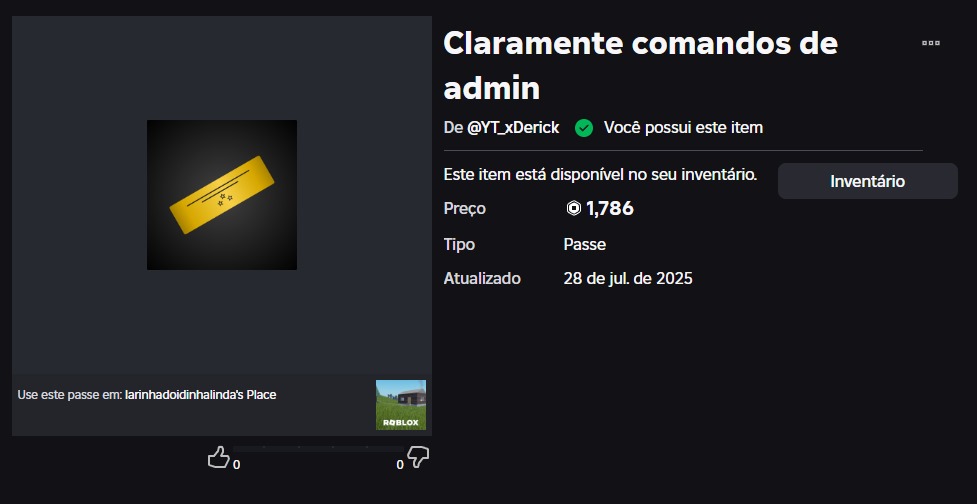 Claramente comandos de
admin
De @YT_xDerick Você possui este item
Este item está disponível no seu inventário.
Inventário
Preço 1,786
Tipo Passe
Atualizado 28 de jul. de 2025
Use este passe em: larinhadoidinhalinda's Place
ROBLOX
0 0